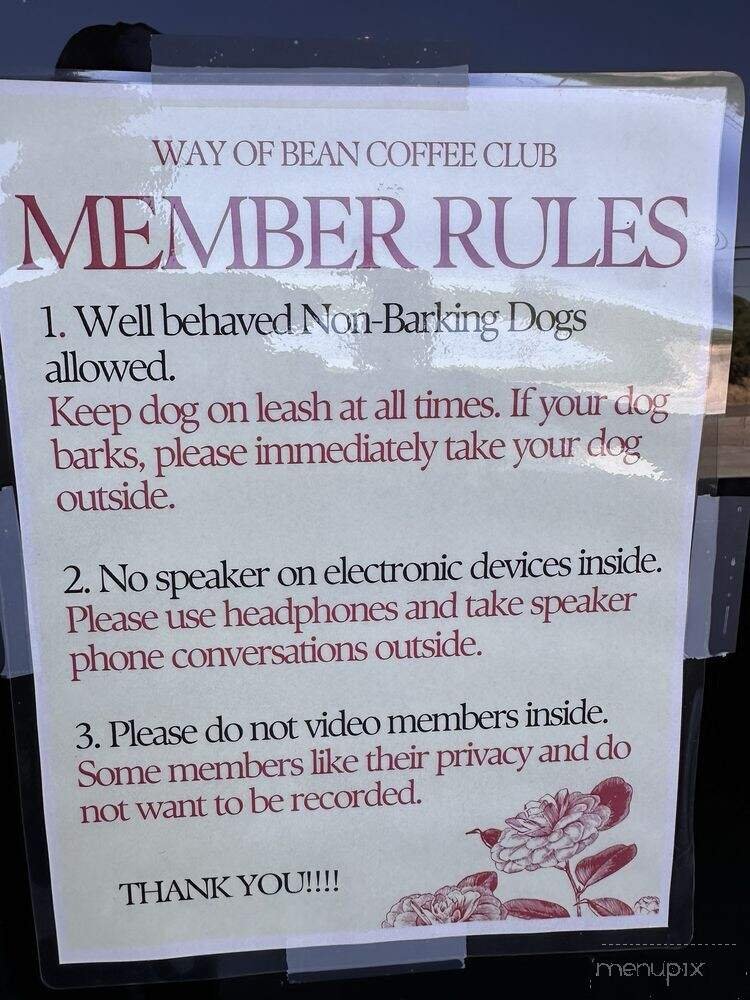 WAY OF BEAN COFFEE CLUB
MEMBER RULES
1. Well behaved Non-Barking Dogs
allowed.
Keep dog on leash at all times. If your dog
barks, please immediately take your dog
outside.
2. No speaker on electronic devices inside.
Please use headphones and take speaker
phone conversations outside.
3. Please do not video members inside.
Some members like their privacy and do
not want to be recorded.
THANK YOU!!!!
menupix